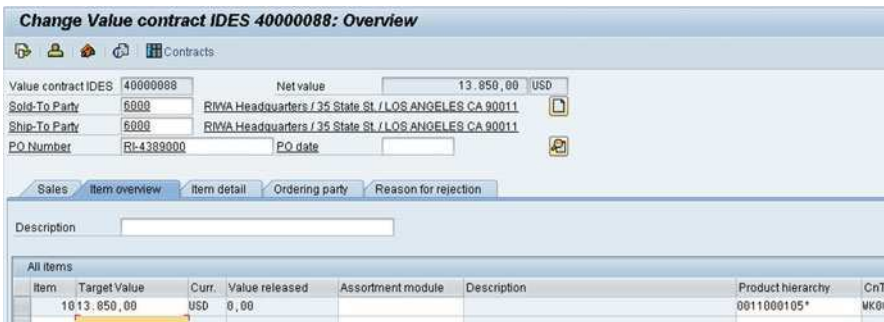 Change Value contract IDES 40000088: Overview
Contracts
Value contract IDES 40000088 Net value 13.850,00 USD
Sold-To Party 6000 RIWA Headquarters / 35 State St. / LOS ANGELES CA 90011
Ship-To Party 6000 RIWA Headquarters / 35 State St. / LOS ANGELES CA 90011
PO Number RI-4389000 PO date
Sales Item overview Item detail Ordering party Reason for rejection
Description
All items
Item Target Value Curr. Value released Assortment module Description Product hierarchy CnT
10 13.850,00 USD 0,00 0011000105*